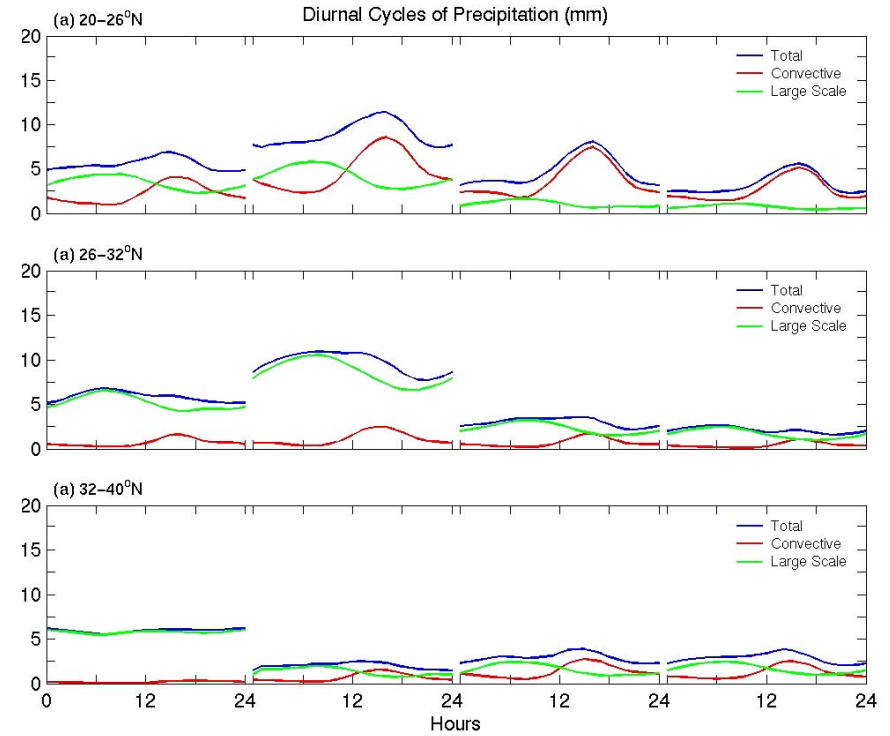 Diurnal Cycles of Precipitation (mm)
(a) 20−26°N
20
15
10
5
0
Total
Convective
Large Scale
(a) 26−32°N
20
15
10
5
0
Total
Convective
Large Scale
(a) 32−40°N
20
15
10
5
0
Total
Convective
Large Scale
0 12 24 12 24 12 24 12 24
Hours